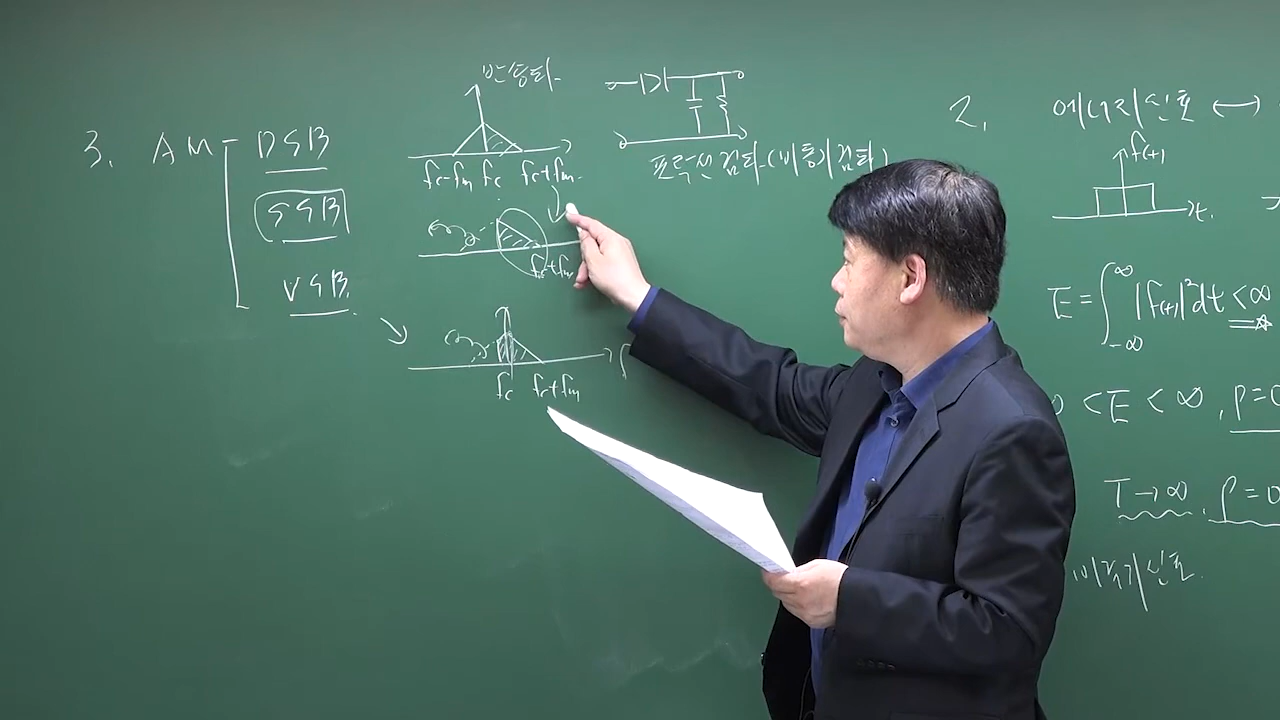 3. AM
DSB
SSB
VSB.
반송파
fc-fm fc fc+fm
fc+fm
fc fc+fm
포락선 검파(비동기검파)
2. 에너지신호 ↔
f(t)
t.
E = ∫_{-∞}^{∞} |f(t)|² dt < ∞
0 < E < ∞ , P = 0
T → ∞ , P = 0
비주기신호